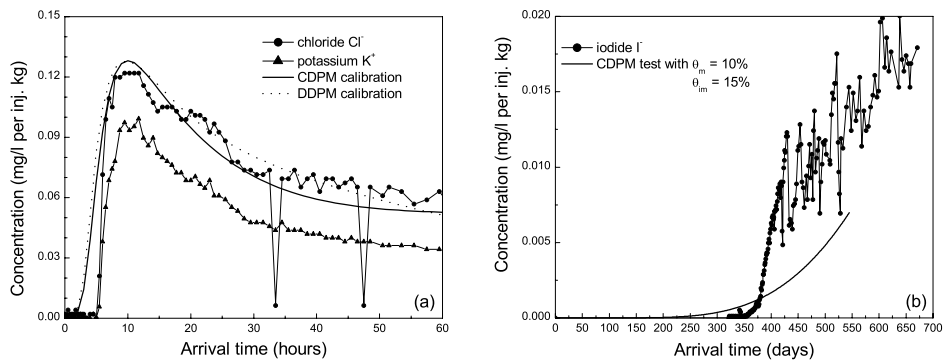 (a)
0.15
0.12
0.09
0.06
0.03
0.00
Concentration (mg/l per inj. kg)
chloride Cl⁻
potassium K⁺
CDPM calibration
DDPM calibration
0 10 20 30 40 50 60
Arrival time (hours)
(b)
0.020
0.015
0.010
0.005
0.000
Concentration (mg/l per inj. kg)
iodide I⁻
CDPM test with θm = 10%
θim = 15%
0 50 100 150 200 250 300 350 400 450 500 550 600 650 700
Arrival time (days)